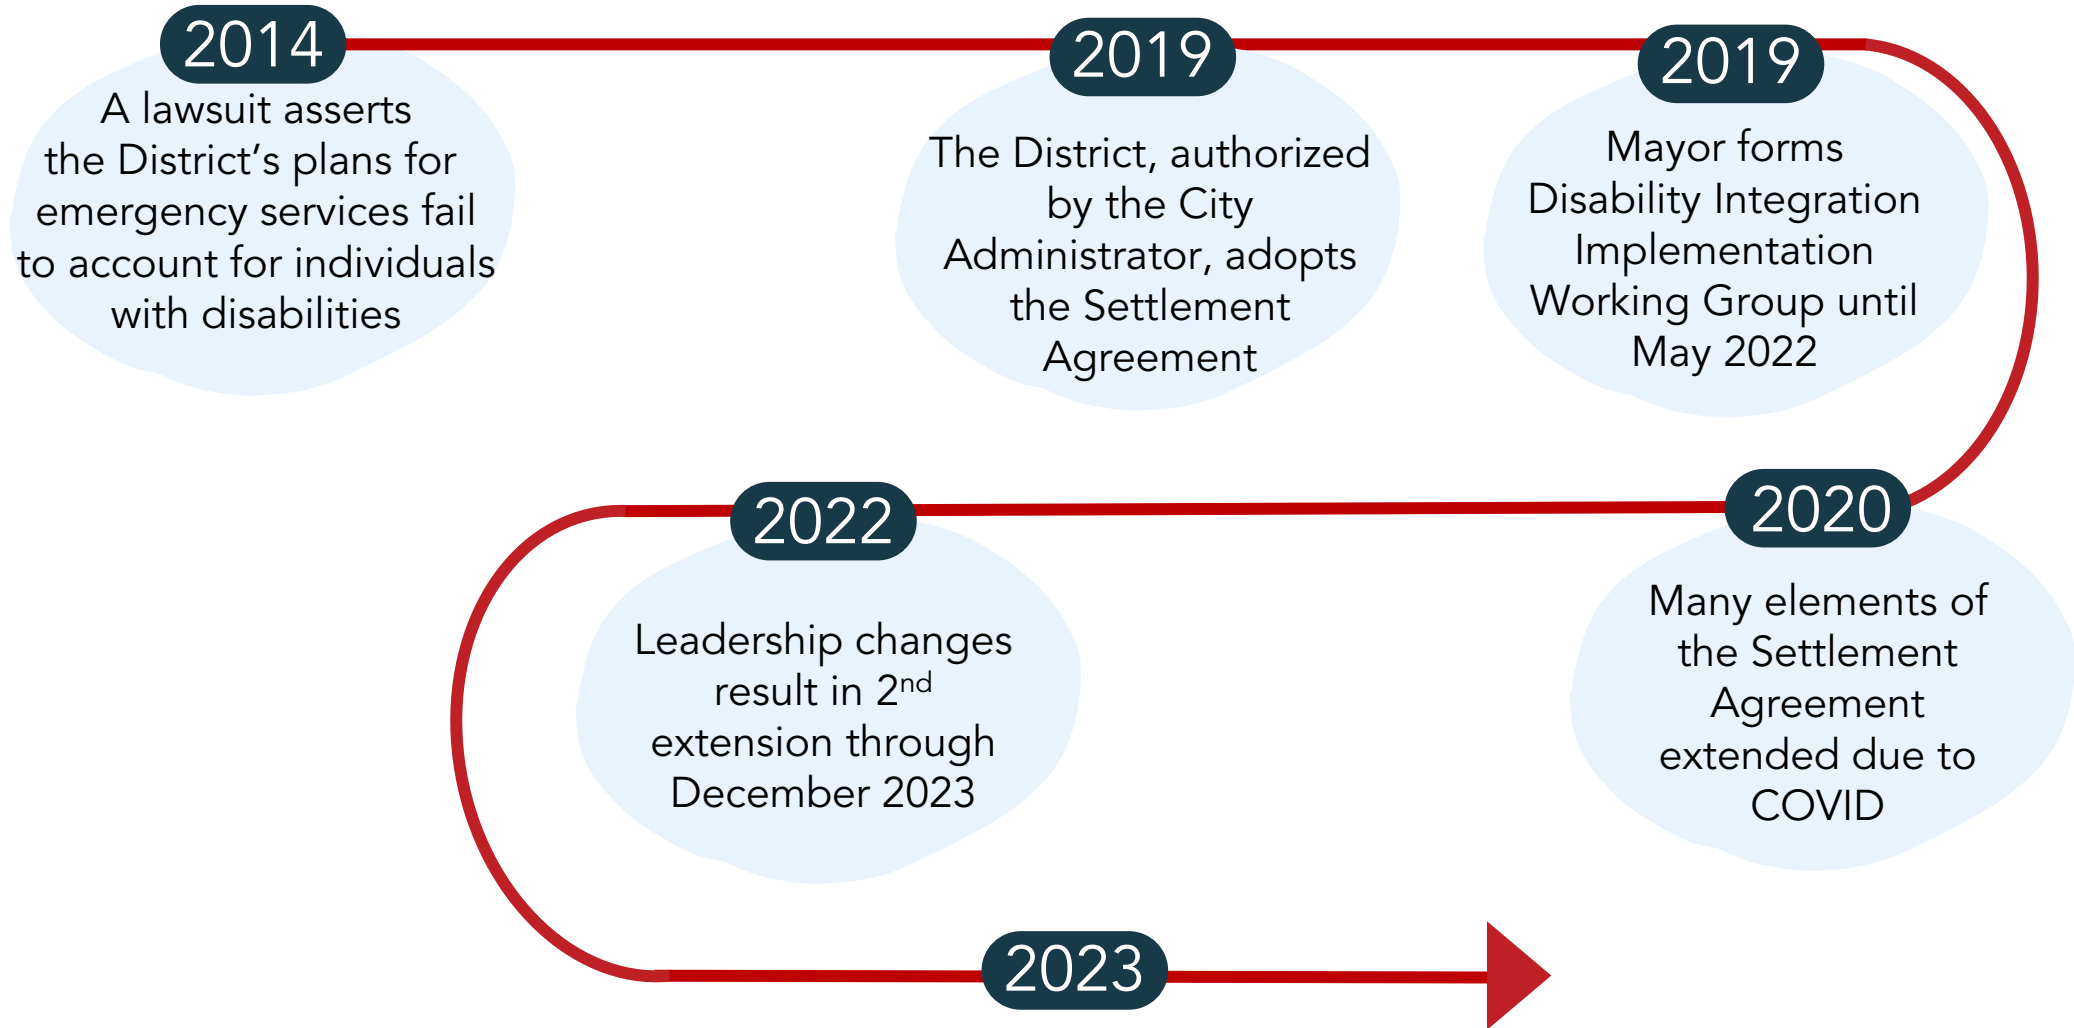 2014
A lawsuit asserts
the District’s plans for
emergency services fail
to account for individuals
with disabilities
2019
The District, authorized
by the City
Administrator, adopts
the Settlement
Agreement
2019
Mayor forms
Disability Integration
Implementation
Working Group until
May 2022
2020
Many elements of
the Settlement
Agreement
extended due to
COVID
2022
Leadership changes
result in 2nd
extension through
December 2023
2023